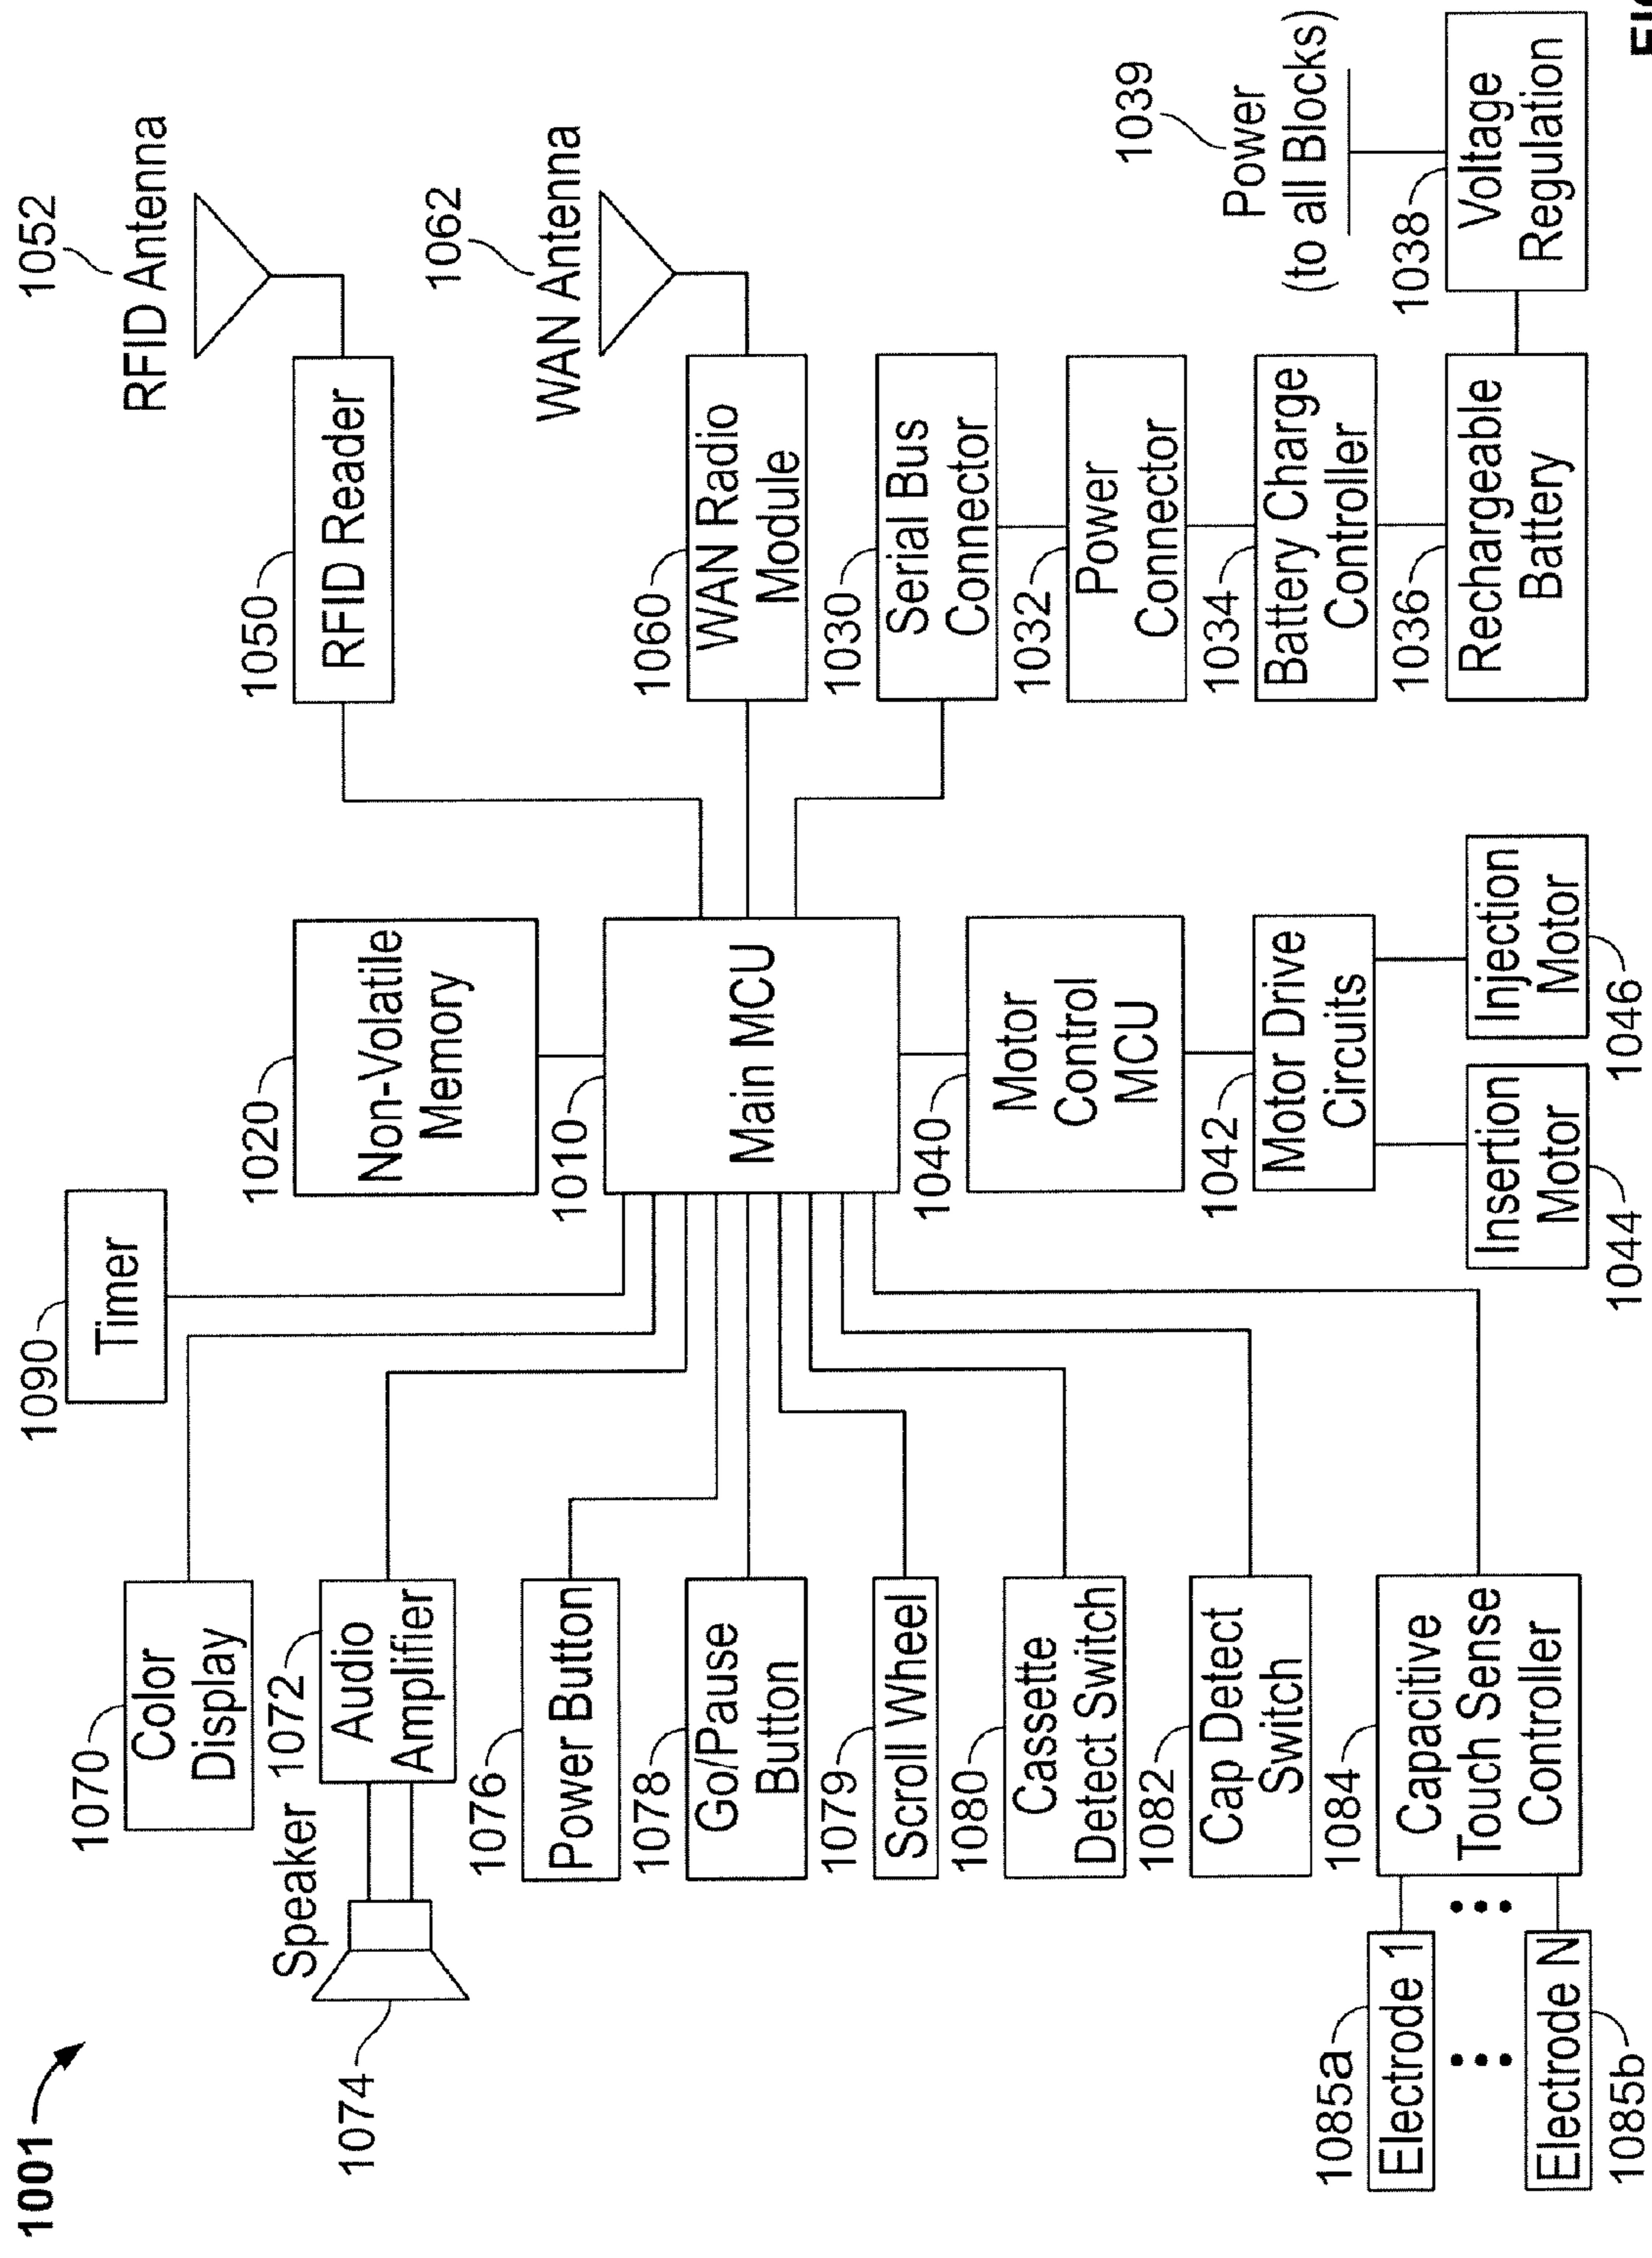 1001
1090
Timer
1052
RFID Antenna
1070
Color
Display
1020
Non-Volatile
Memory
1050
RFID Reader
Speaker
1074
1072
Audio
Amplifier
1062
WAN Antenna
1076
Power Button
1010
Main MCU
1060
WAN Radio
Module
1078
Go/Pause
Button
1079
Scroll Wheel
1030
Serial Bus
Connector
1080
Cassette
Detect Switch
1040
Motor
Control
MCU
1032
Power
Connector
1039
Power
(to all Blocks)
1082
Cap Detect
Switch
1042
Motor Drive
Circuits
1034
Battery Charge
Controller
1084
Capacitive
Touch Sense
Controller
1085a
Electrode 1
Electrode N
1085b
Insertion
Motor
1044
Injection
Motor
1046
1036
Rechargeable
Battery
1038
Voltage
Regulation